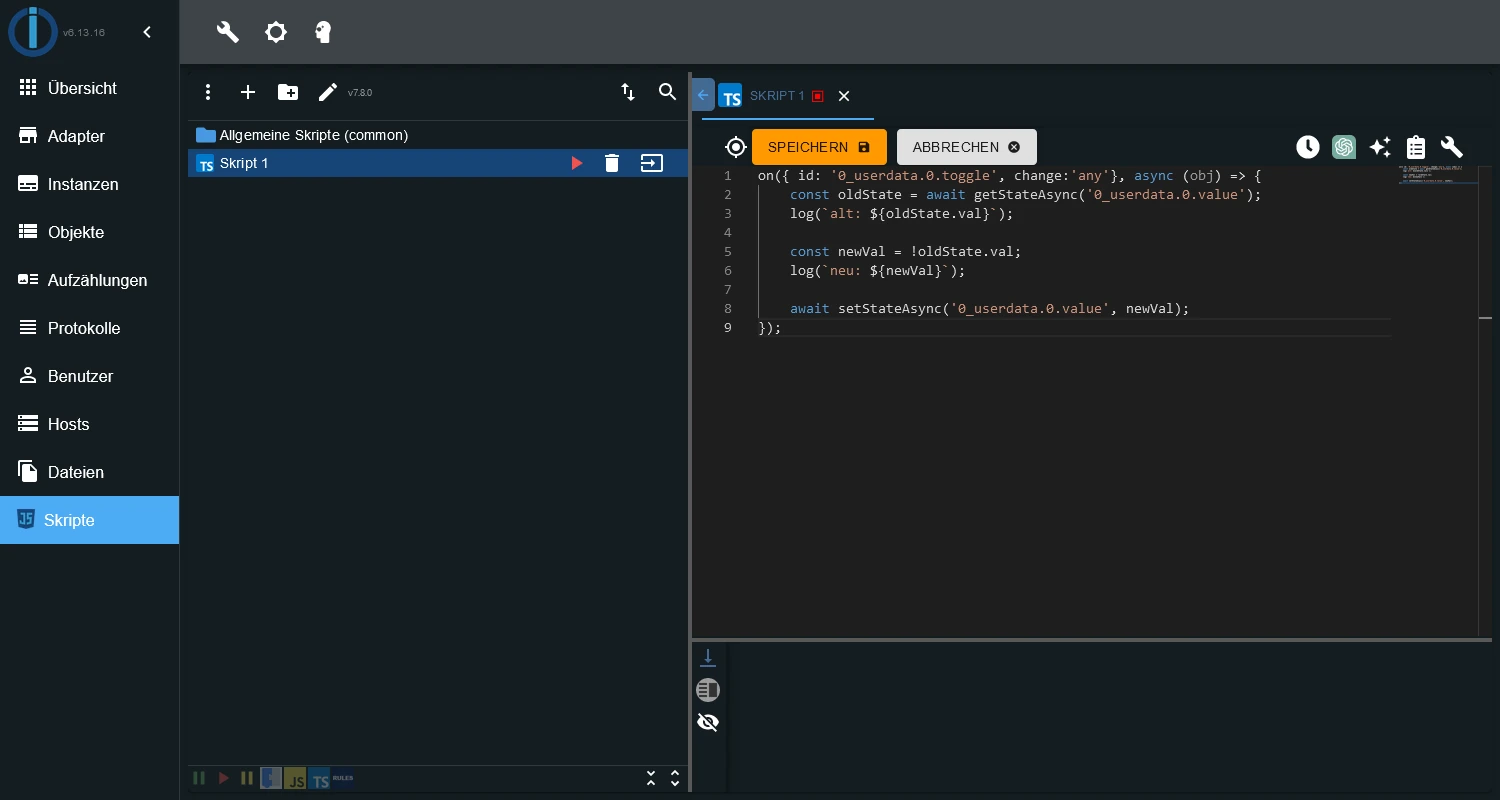 v6.13.16
Übersicht
Adapter
Instanzen
Objekte
Aufzählungen
Protokolle
Benutzer
Hosts
Dateien
Skripte
v7.8.0
Allgemeine Skripte (common)
TS Skript 1
JS TS RULES
TS SKRIPT 1
SPEICHERN ABBRECHEN
1 on({ id: '0_userdata.0.toggle', change:'any'}, async (obj) => {
2 const oldState = await getStateAsync('0_userdata.0.value');
3 log(`alt: ${oldState.val}`);
4
5 const newVal = !oldState.val;
6 log(`neu: ${newVal}`);
7
8 await setStateAsync('0_userdata.0.value', newVal);
9 });